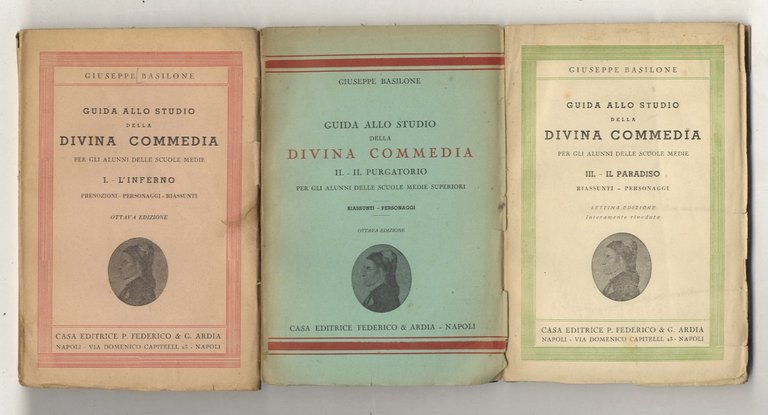 GIUSEPPE BASILONE
GUIDA ALLO STUDIO
DELLA
DIVINA COMMEDIA
PER GLI ALUNNI DELLE SCUOLE MEDIE
I. - L'INFERNO
PRENOZIONI - PERSONAGGI - RIASSUNTI
OTTAVA EDIZIONE
CASA EDITRICE P. FEDERICO & G. ARDIA
NAPOLI - VIA DOMENICO CAPITELLI 25 - NAPOLI
GIUSEPPE BASILONE
GUIDA ALLO STUDIO
DELLA
DIVINA COMMEDIA
II. - IL PURGATORIO
PER GLI ALUNNI DELLE SCUOLE MEDIE SUPERIORI
RIASSUNTI - PERSONAGGI
OTTAVA EDIZIONE
CASA EDITRICE FEDERICO & ARDIA - NAPOLI
GIUSEPPE BASILONE
GUIDA ALLO STUDIO
DELLA
DIVINA COMMEDIA
PER GLI ALUNNI DELLE SCUOLE MEDIE
III. - IL PARADISO
RIASSUNTI - PERSONAGGI
SETTIMA EDIZIONE
interamente riveduta
CASA EDITRICE P. FEDERICO & G. ARDIA
NAPOLI - VIA DOMENICO CAPITELLI 25 - NAPOLI